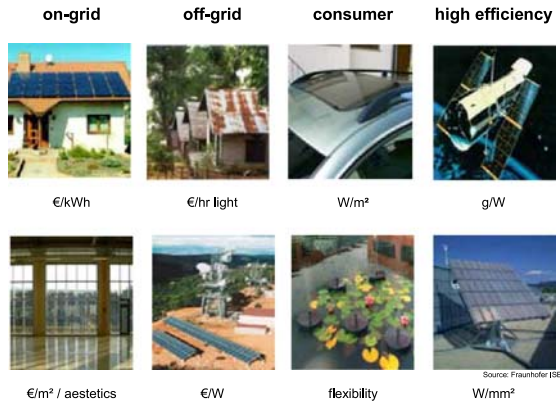 on-grid off-grid consumer high efficiency
€/kWh €/hr light W/m² g/W
Source: Fraunhofer ISE
€/m² / aestetics €/W flexibility W/mm²